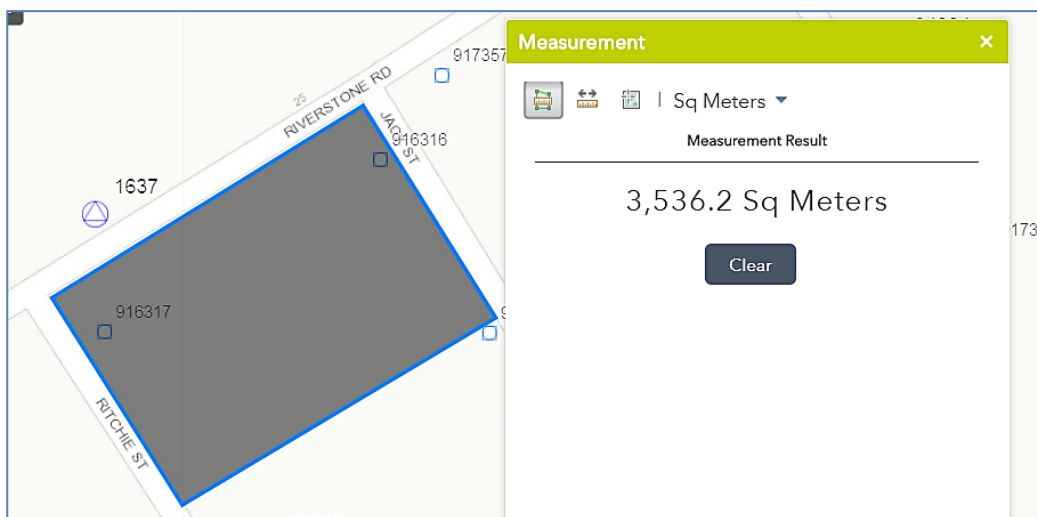 Measurement
Sq Meters
Measurement Result
3,536.2 Sq Meters
Clear
917357
25
RIVERSTONE RD
ST
916316
1637
916317
RITCHIE ST